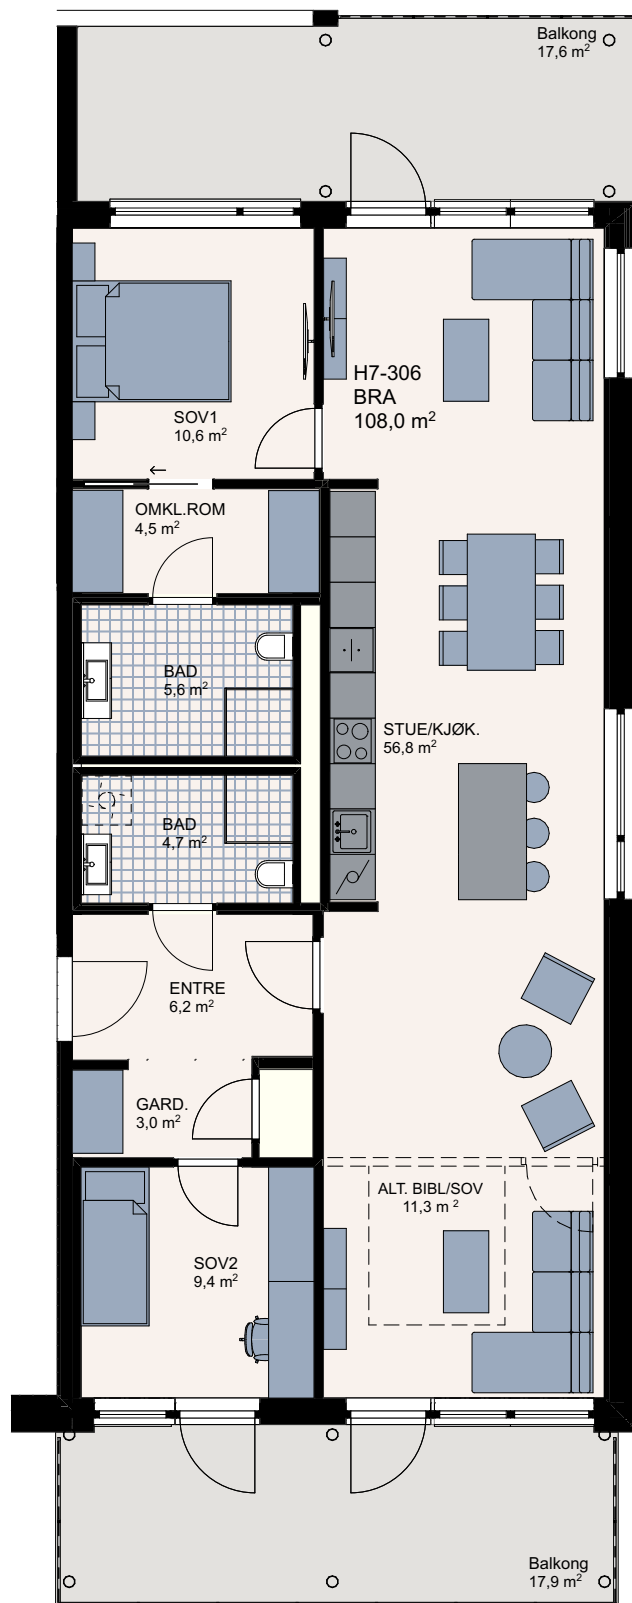 Balkong
17,6 m²
H7-306
BRA
108,0 m²
SOV1
10,6 m²
OMKL.ROM
4,5 m²
BAD
5,6 m²
STUE/KJØK.
56,8 m²
BAD
4,7 m²
ENTRE
6,2 m²
GARD.
3,0 m²
ALT. BIBL/SOV
11,3 m ²
SOV2
9,4 m²
Balkong
17,9 m²